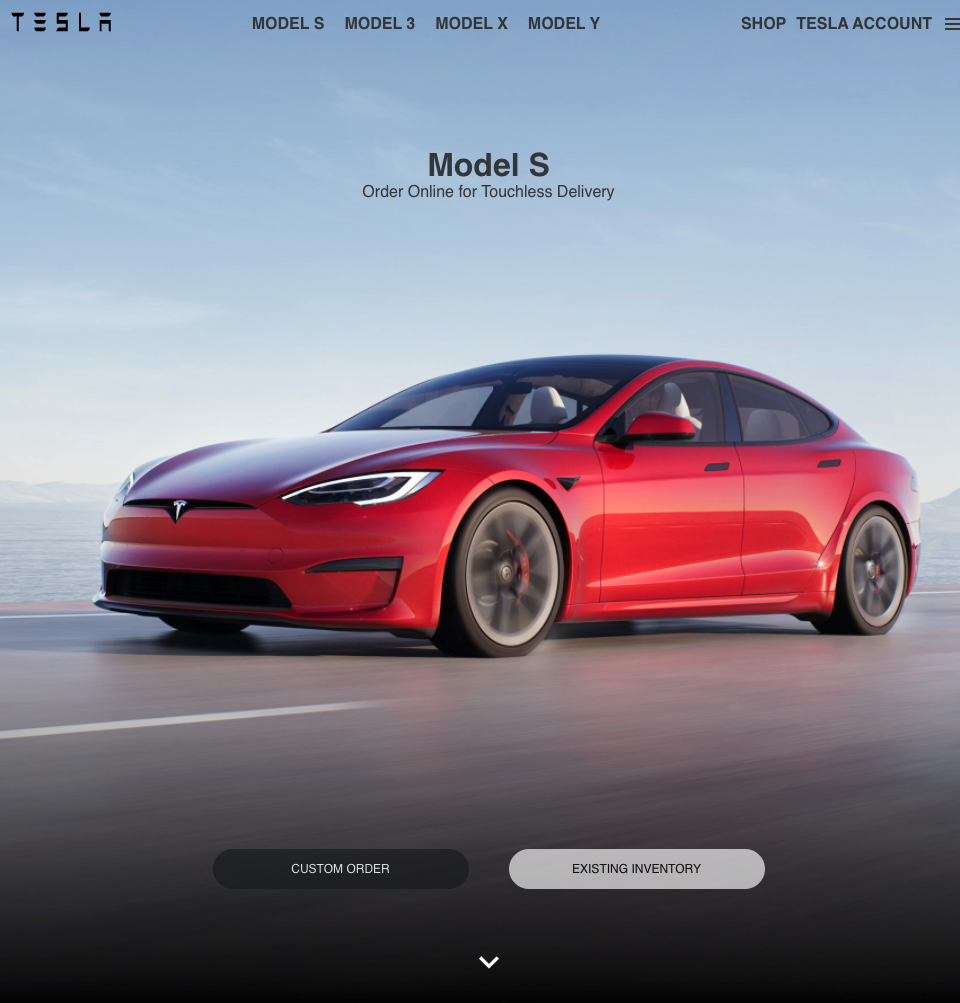 TESLA MODEL S MODEL 3 MODEL X MODEL Y SHOP TESLA ACCOUNT
Model S
Order Online for Touchless Delivery
CUSTOM ORDER EXISTING INVENTORY